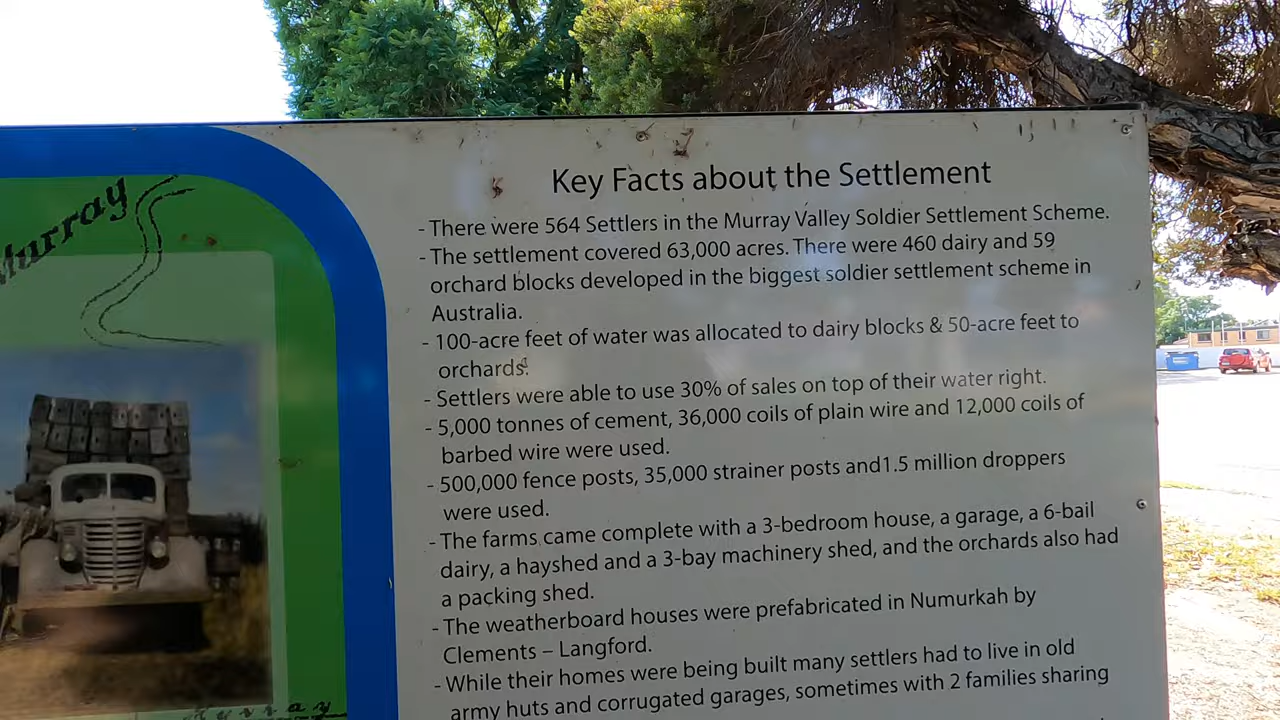 Murray
Key Facts about the Settlement
- There were 564 Settlers in the Murray Valley Soldier Settlement Scheme.
- The settlement covered 63,000 acres. There were 460 dairy and 59
orchard blocks developed in the biggest soldier settlement scheme in
Australia.
- 100-acre feet of water was allocated to dairy blocks & 50-acre feet to
orchards.
- Settlers were able to use 30% of sales on top of their water right.
- 5,000 tonnes of cement, 36,000 coils of plain wire and 12,000 coils of
barbed wire were used.
- 500,000 fence posts, 35,000 strainer posts and1.5 million droppers
were used.
- The farms came complete with a 3-bedroom house, a garage, a 6-bail
dairy, a hayshed and a 3-bay machinery shed, and the orchards also had
a packing shed.
- The weatherboard houses were prefabricated in Numurkah by
Clements – Langford.
- While their homes were being built many settlers had to live in old
army huts and corrugated garages, sometimes with 2 families sharing
Murray